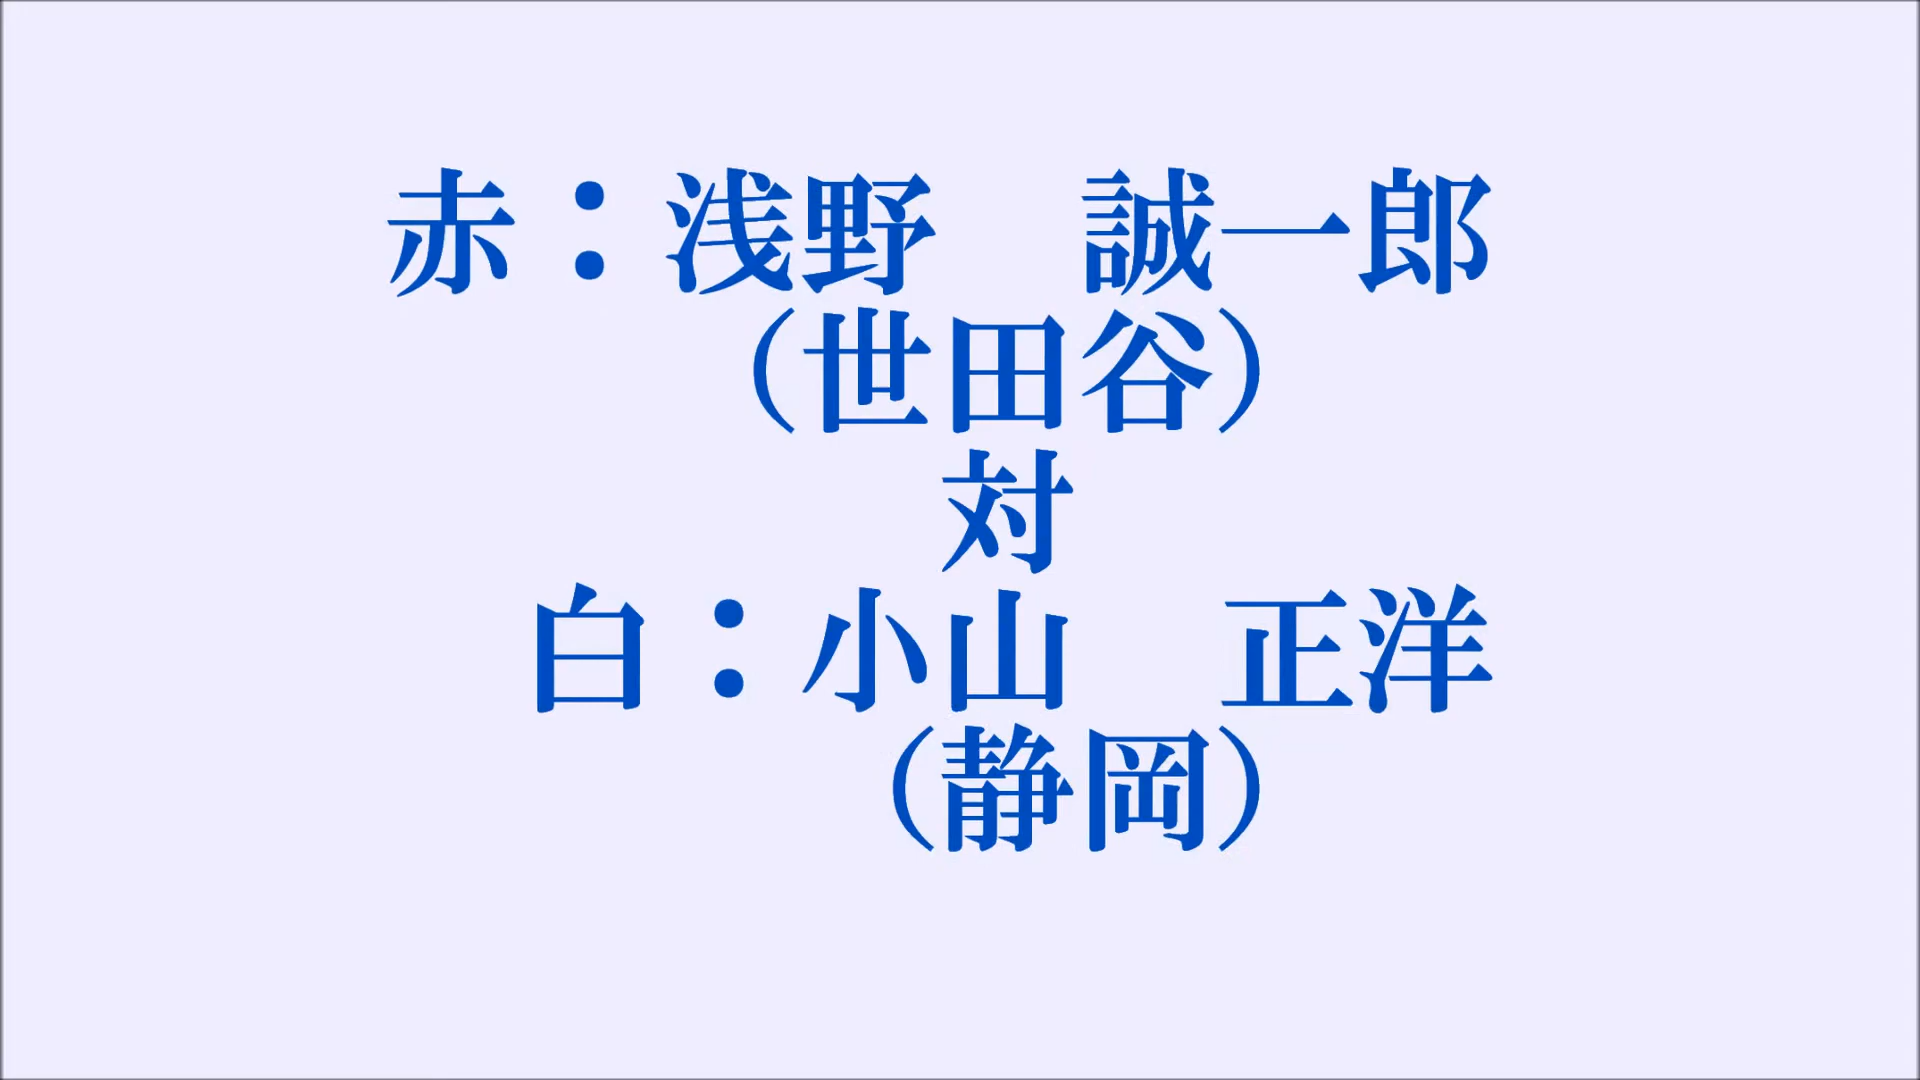 赤：浅野　誠一郎
（世田谷）
対
白：小山　正洋
（静岡）